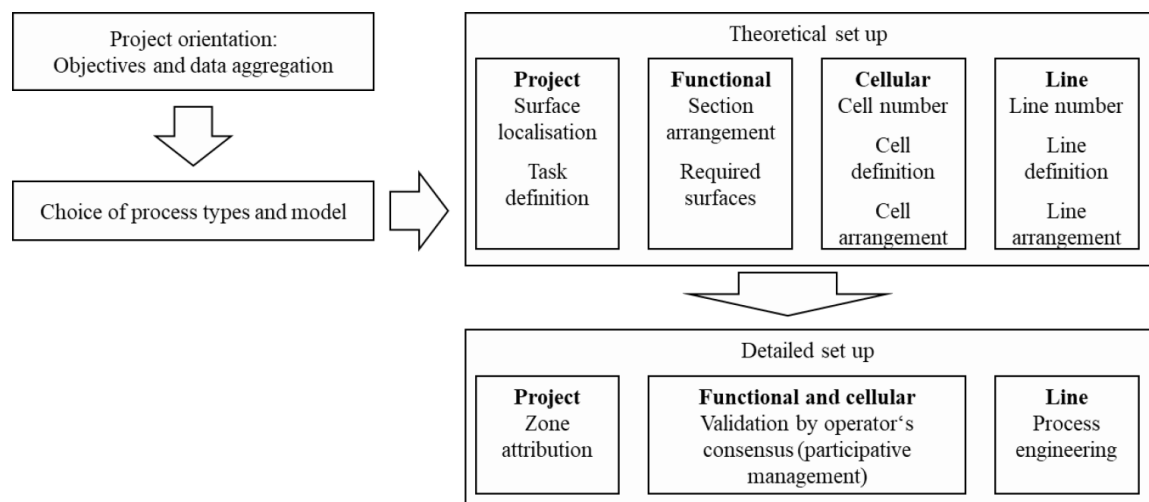 Project orientation:
Objectives and data aggregation
Choice of process types and model
Theoretical set up
Project
Surface
localisation
Task
definition
Functional
Section
arrangement
Required
surfaces
Cellular
Cell number
Cell
definition
Cell
arrangement
Line
Line number
Line
definition
Line
arrangement
Detailed set up
Project
Zone
attribution
Functional and cellular
Validation by operator‘s
consensus (participative
management)
Line
Process
engineering